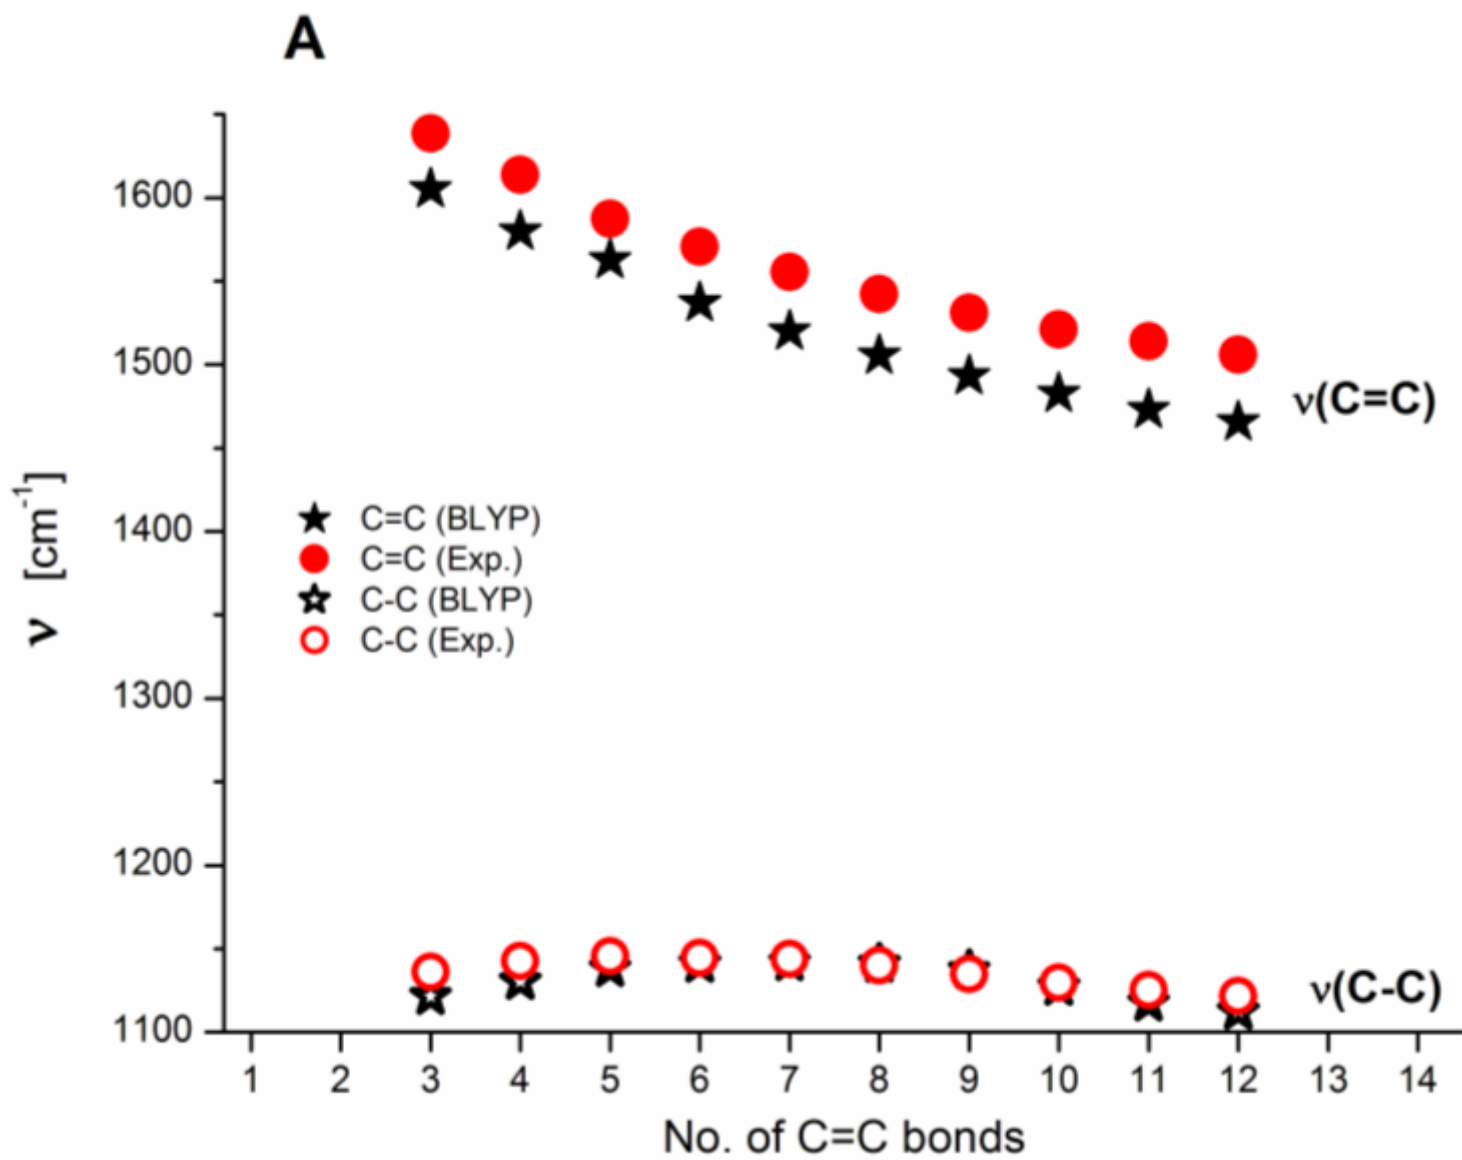 A
1600
1500
1400
1300
1200
1100
ν [cm⁻¹]
ν(C=C)
C=C (BLYP)
C=C (Exp.)
C-C (BLYP)
C-C (Exp.)
ν(C-C)
1 2 3 4 5 6 7 8 9 10 11 12 13 14
No. of C=C bonds